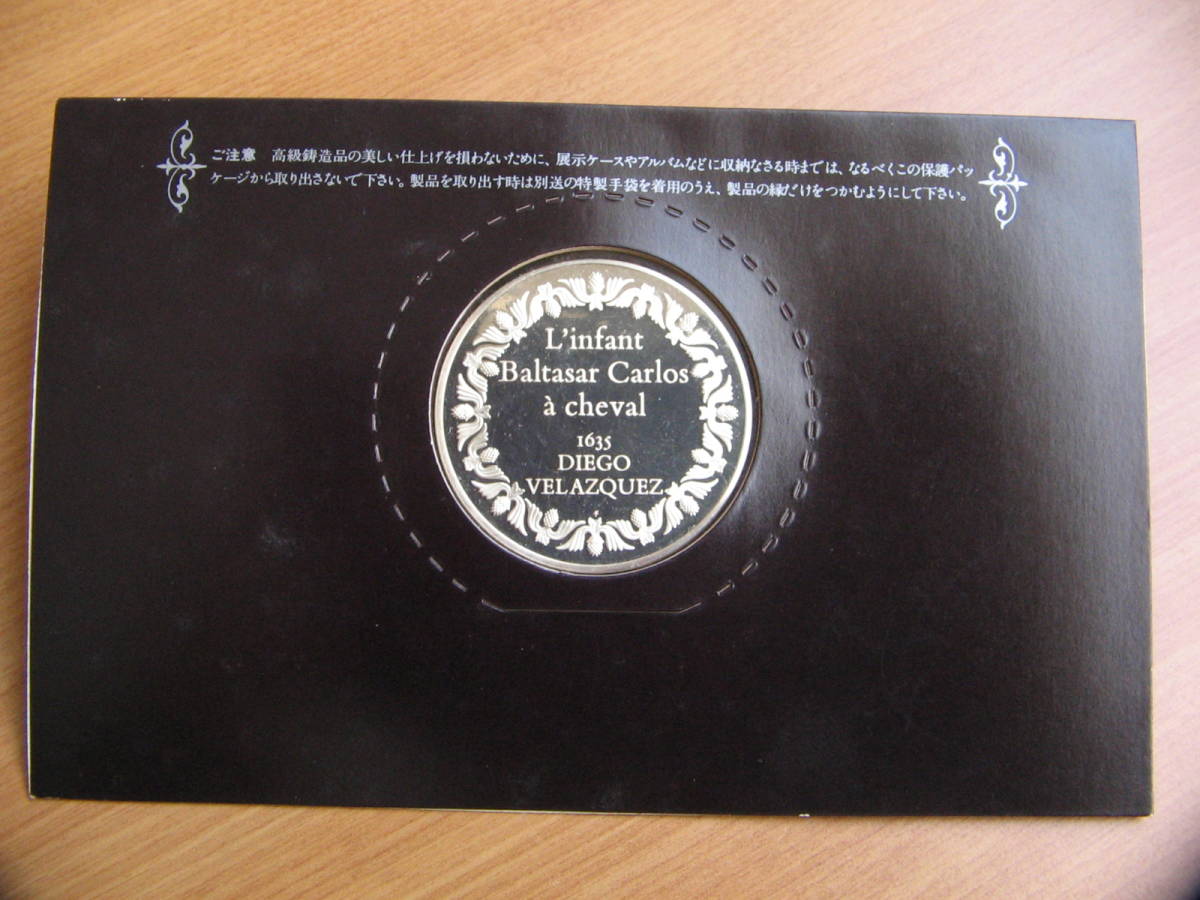 ご注意　高級鋳造品の美しい仕上げを損わないために、展示ケースやアルバムなどに収納なさる時までは、なるべくこの保護パッ
ケージから取り出さないで下さい。製品を取り出す時は別送の特製手袋を着用のうえ、製品の縁だけをつかむようにして下さい。
L'infant
Baltasar Carlos
à cheval
1635
DIEGO
VELAZQUEZ